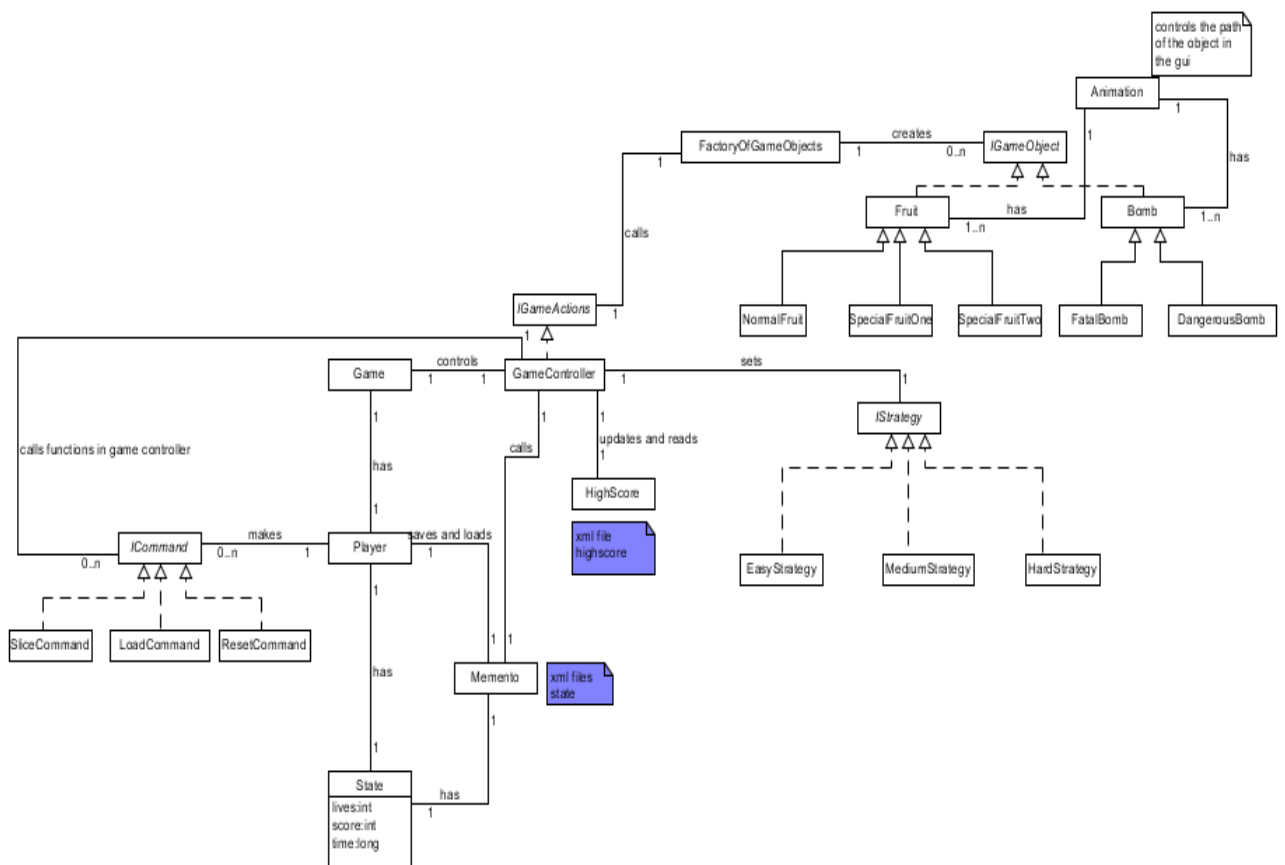 controls the path
of the object in
the gui
Animation
1
1
1
has
FactoryOfGameObjects
creates
IGameObject
1
1
0..n
calls
Fruit
has
Bomb
1..n
1..n
NormalFruit
SpecialFruitOne
SpecialFruitTwo
FatalBomb
DangerousBomb
IGameActions
1
1
Game
controls
GameController
sets
1
1
1
1
IStrategy
1
1
1
calls functions in game controller
has
calls
updates and reads
1
HighScore
xml file
highscore
EasyStrategy
MediumStrategy
HardStrategy
1
ICommand
makes
Player
saves and loads
0..n
0..n
1
1
1
SliceCommand
LoadCommand
ResetCommand
1
1
has
Memento
xml files
state
1
1
State
has
1
lives:int
score:int
time:long